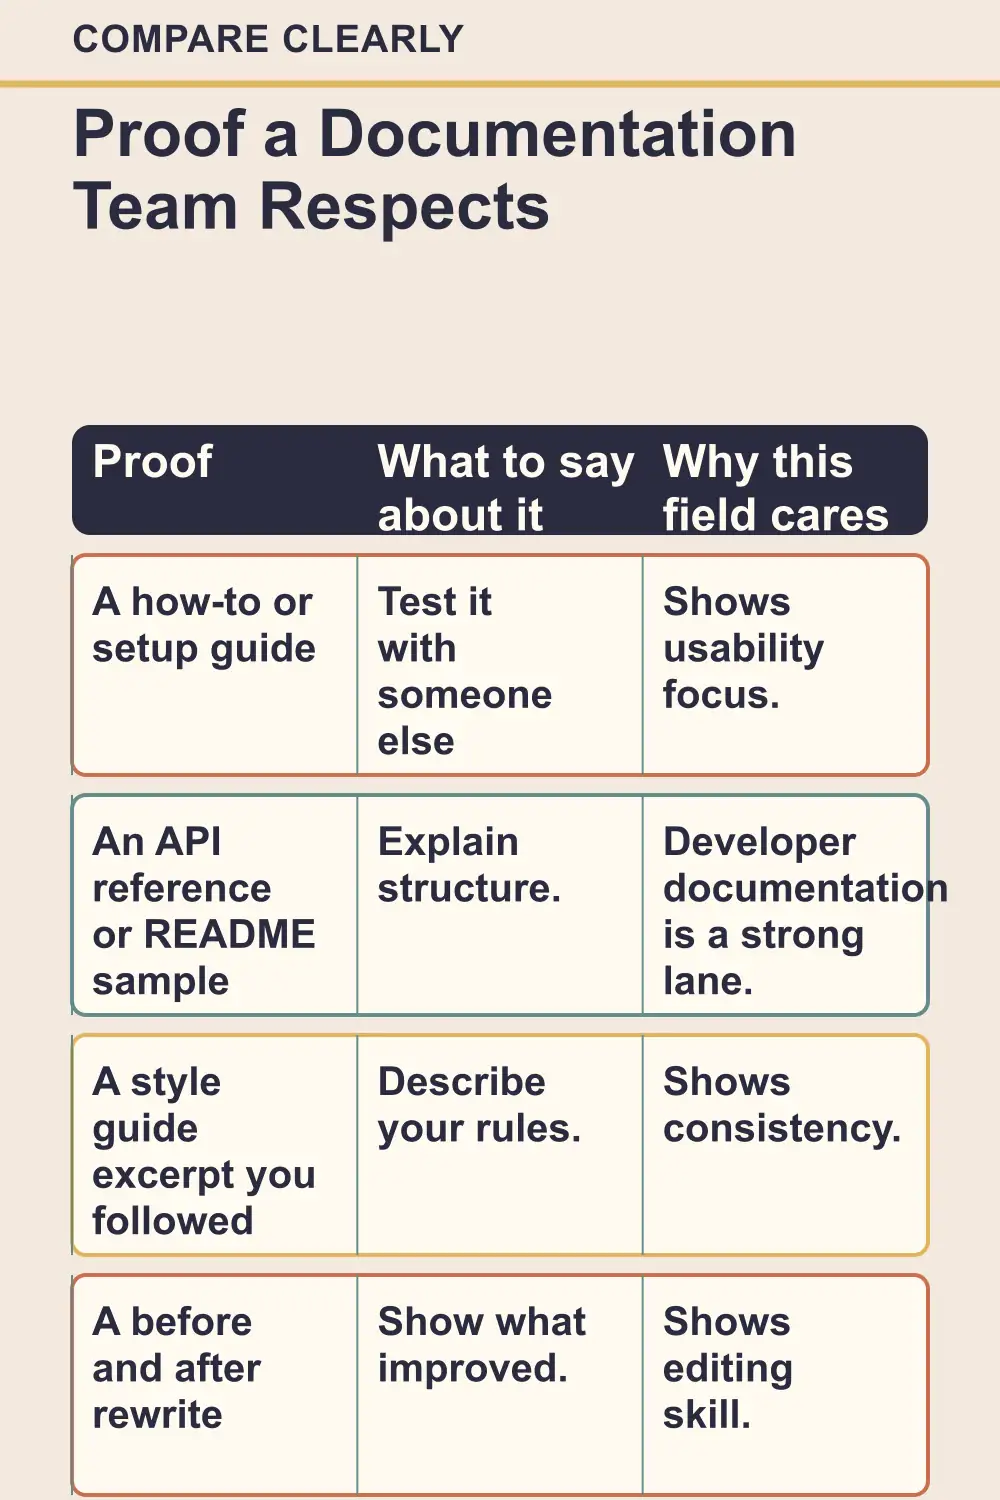 COMPARE CLEARLY
Proof a Documentation
Team Respects
Proof
What to say
about it
Why this
field cares
A how-to or
setup guide
Test it
with
someone
else
Shows
usability
focus.
An API
reference
or README
sample
Explain
structure.
Developer
documentation
is a strong
lane.
A style
guide
excerpt you
followed
Describe
your rules.
Shows
consistency.
A before
and after
rewrite
Show what
improved.
Shows
editing
skill.